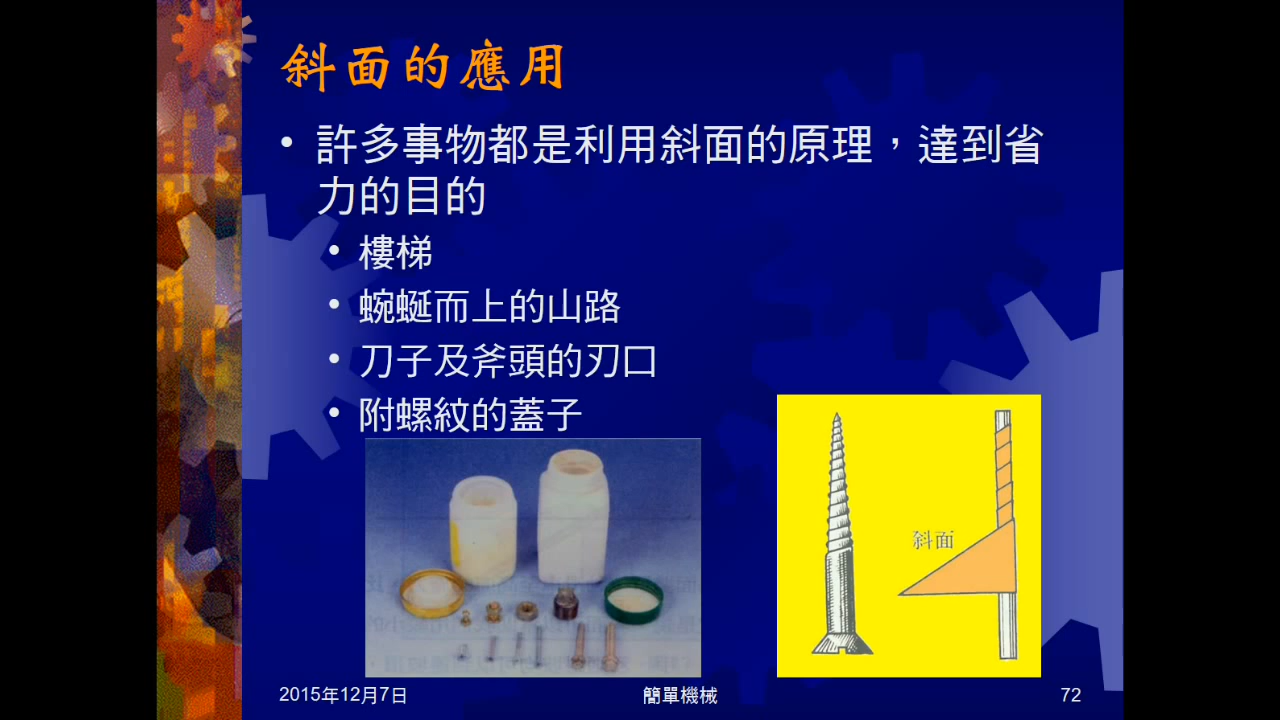 斜面的應用
• 許多事物都是利用斜面的原理，達到省
力的目的
• 樓梯
• 蜿蜒而上的山路
• 刀子及斧頭的刃口
• 附螺紋的蓋子
斜面
2015年12月7日
簡單機械
72